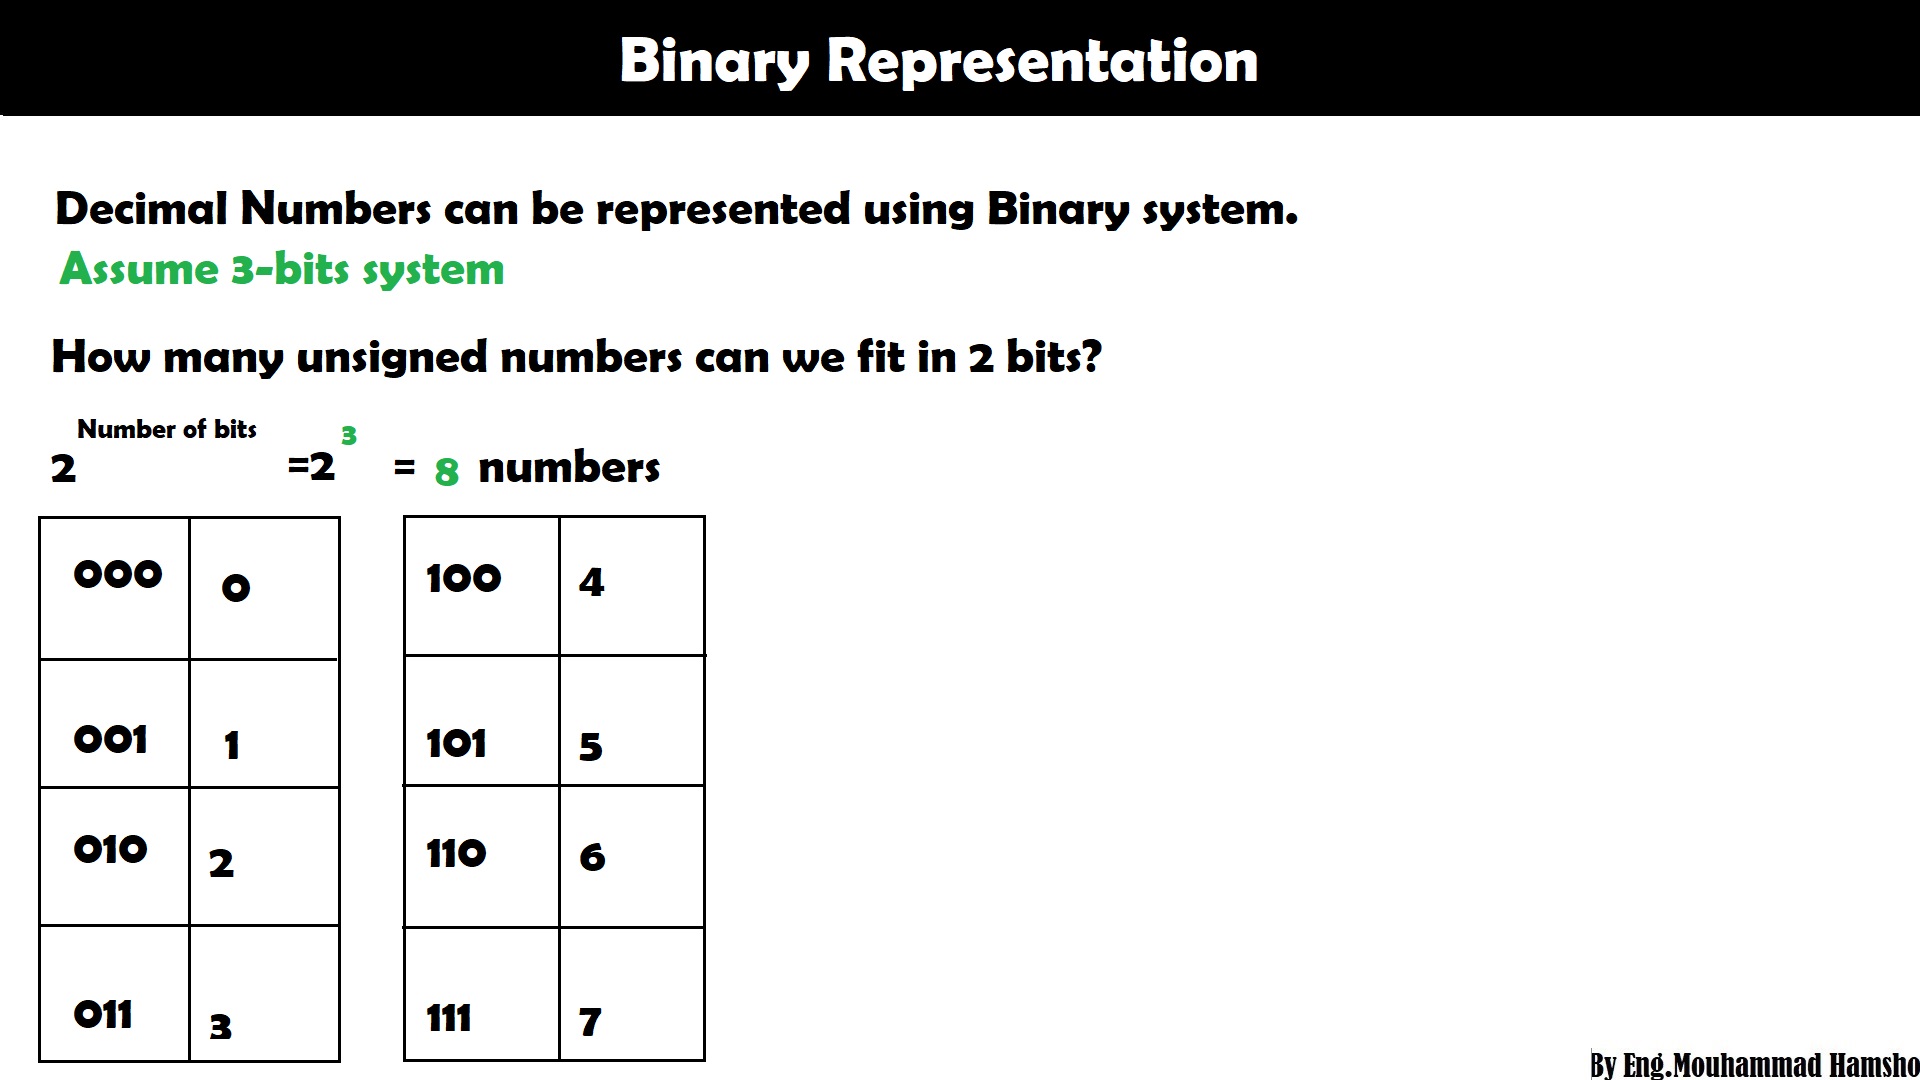 Binary Representation
Decimal Numbers can be represented using Binary system.
Assume 3-bits system
How many unsigned numbers can we fit in 2 bits?
2 Number of bits =2 3 = 8 numbers
000 0
001 1
010 2
011 3
100 4
101 5
110 6
111 7
By Eng.Mouhammad Hamsho